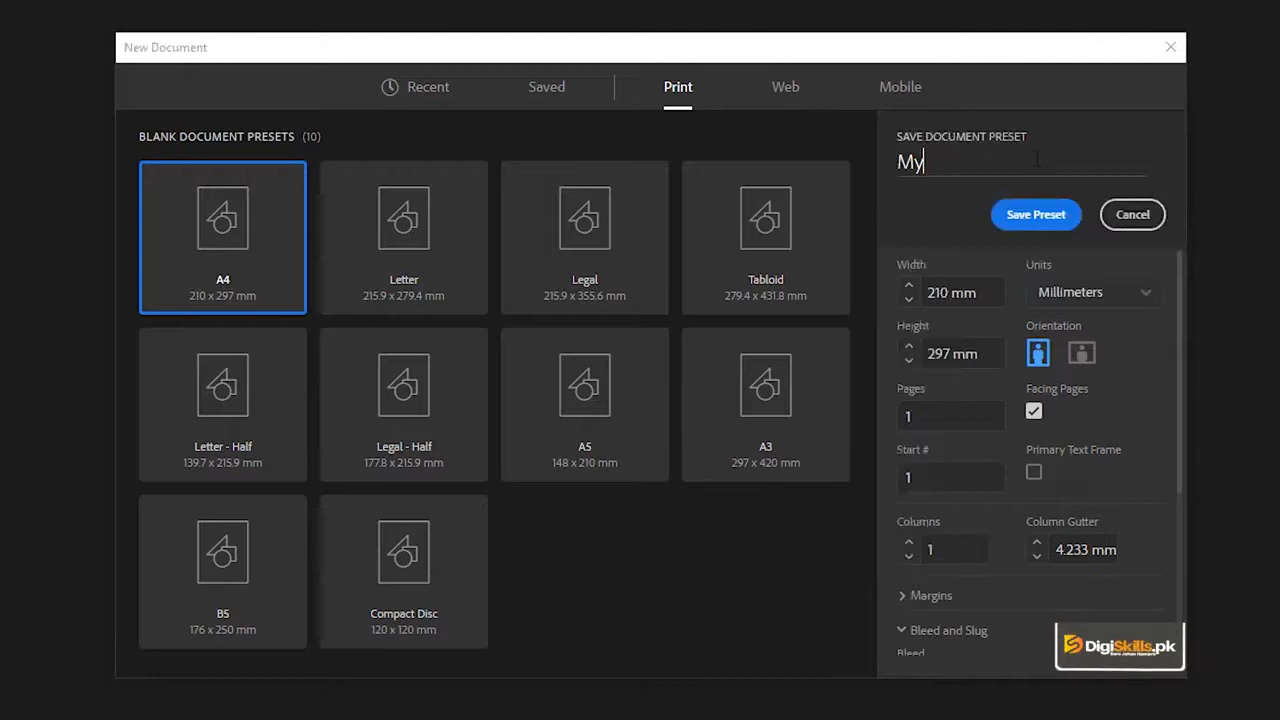 New Document
Recent
Saved
Print
Web
Mobile
BLANK DOCUMENT PRESETS (10)
A4
210 x 297 mm
Letter
215.9 x 279.4 mm
Legal
215.9 x 355.6 mm
Tabloid
279.4 x 431.8 mm
Letter - Half
139.7 x 215.9 mm
Legal - Half
177.8 x 215.9 mm
A5
148 x 210 mm
A3
297 x 420 mm
B5
176 x 250 mm
Compact Disc
120 x 120 mm
SAVE DOCUMENT PRESET
My
Save Preset
Cancel
Width
Units
210 mm
Millimeters
Height
Orientation
297 mm
Pages
Facing Pages
1
Start #
Primary Text Frame
1
Columns
Column Gutter
1
4.233 mm
Margins
Bleed and Slug
Bleed
DigiSkills.pk